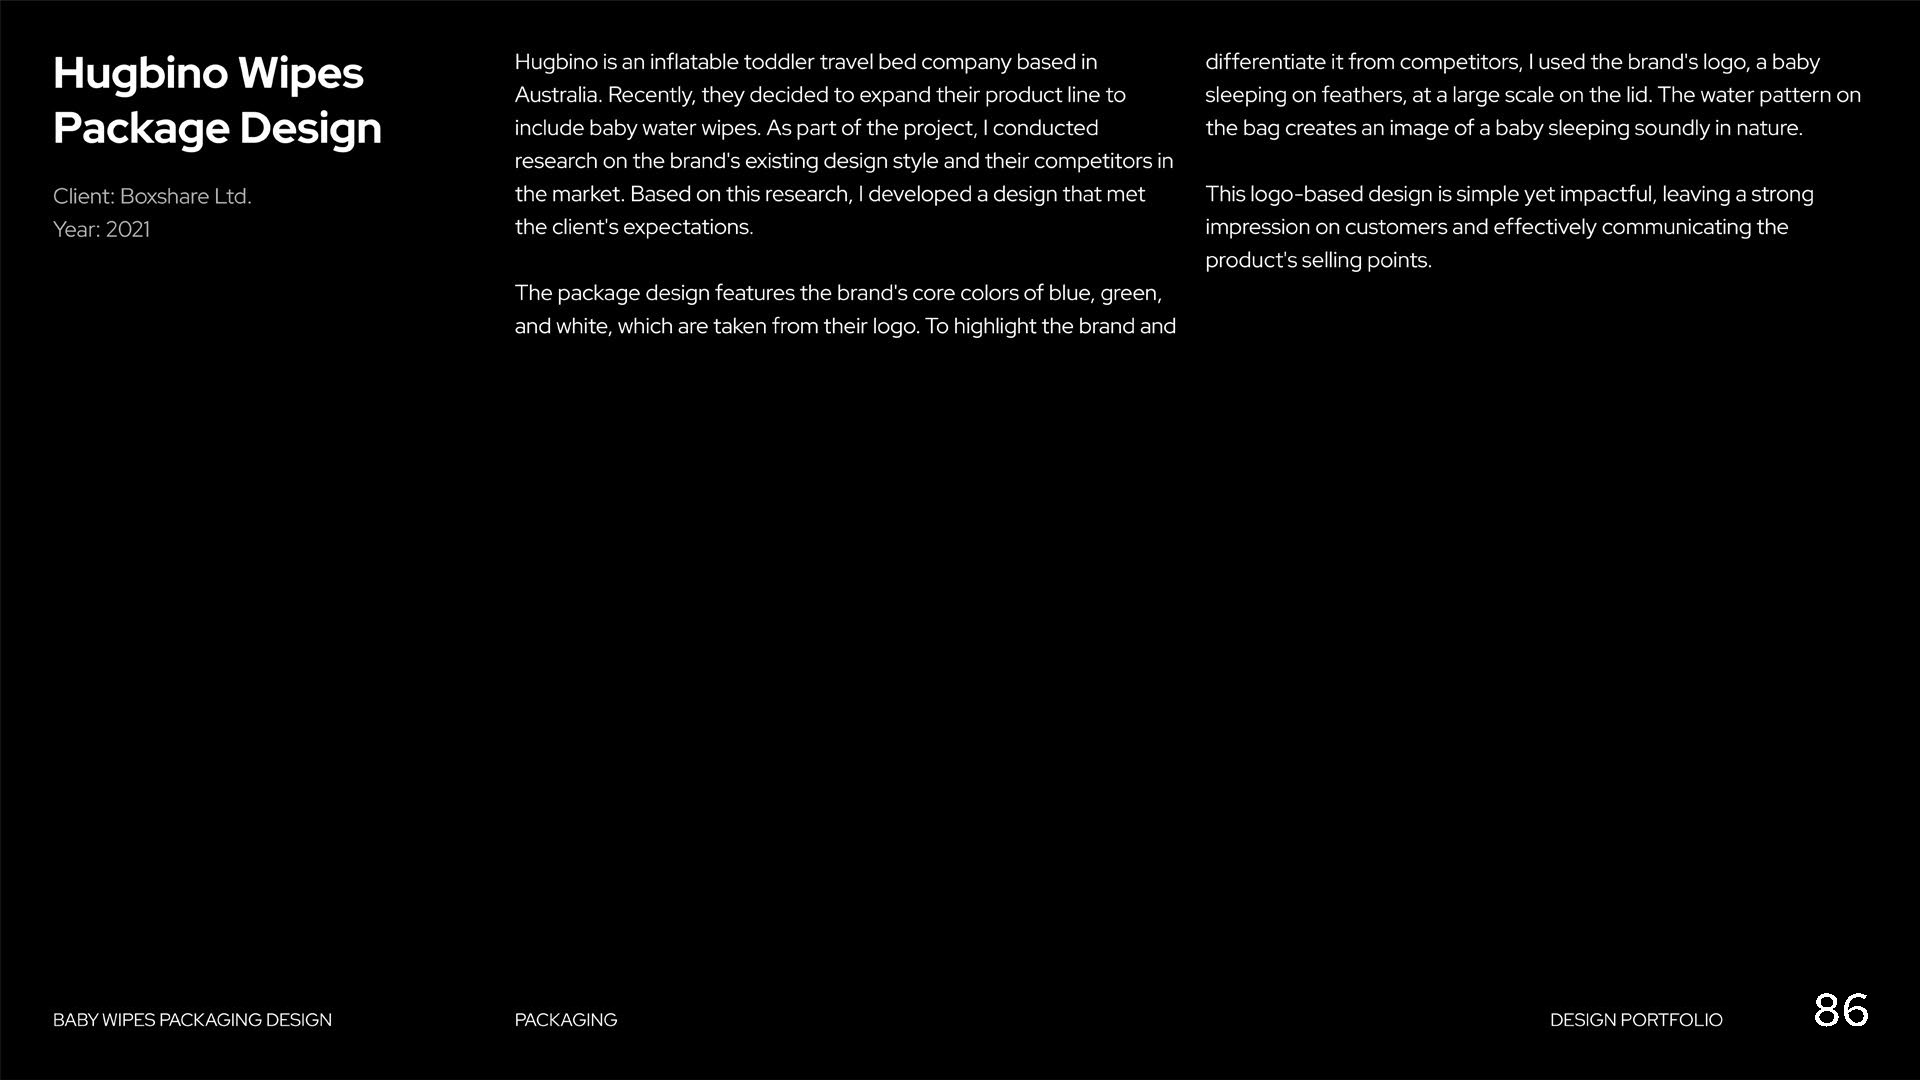 Hugbino Wipes
Package Design
Client: Boxshare Ltd.
Year: 2021
Hugbino is an inflatable toddler travel bed company based in
Australia. Recently, they decided to expand their product line to
include baby water wipes. As part of the project, I conducted
research on the brand's existing design style and their competitors in
the market. Based on this research, I developed a design that met
the client's expectations.
The package design features the brand's core colors of blue, green,
and white, which are taken from their logo. To highlight the brand and
differentiate it from competitors, I used the brand's logo, a baby
sleeping on feathers, at a large scale on the lid. The water pattern on
the bag creates an image of a baby sleeping soundly in nature.
This logo-based design is simple yet impactful, leaving a strong
impression on customers and effectively communicating the
product's selling points.
BABY WIPES PACKAGING DESIGN
PACKAGING
DESIGN PORTFOLIO
86